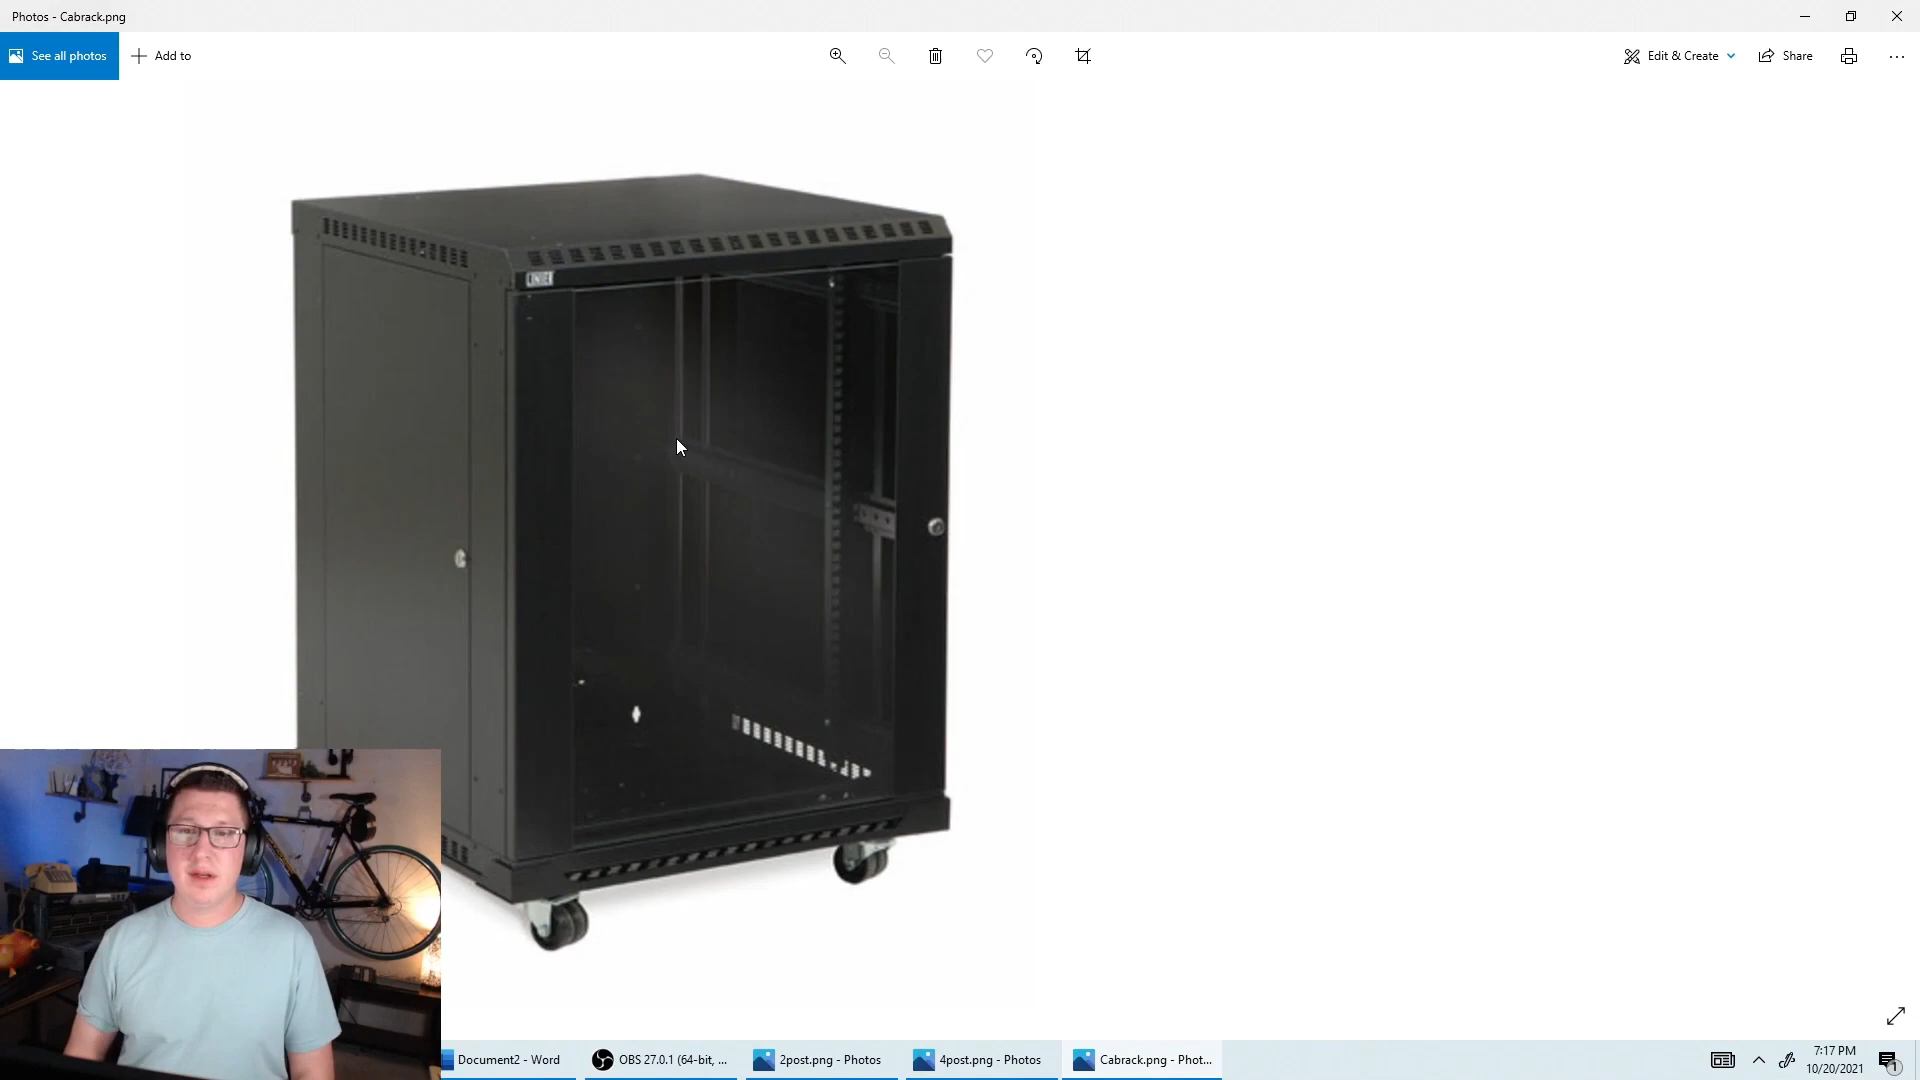 Photos - Cabrack.png
See all photos
Add to
Edit & Create
Share
Document2 - Word
OBS 27.0.1 (64-bit, ...
2post.png - Photos
4post.png - Photos
Cabrack.png - Phot...
7:17 PM
10/20/2021
1